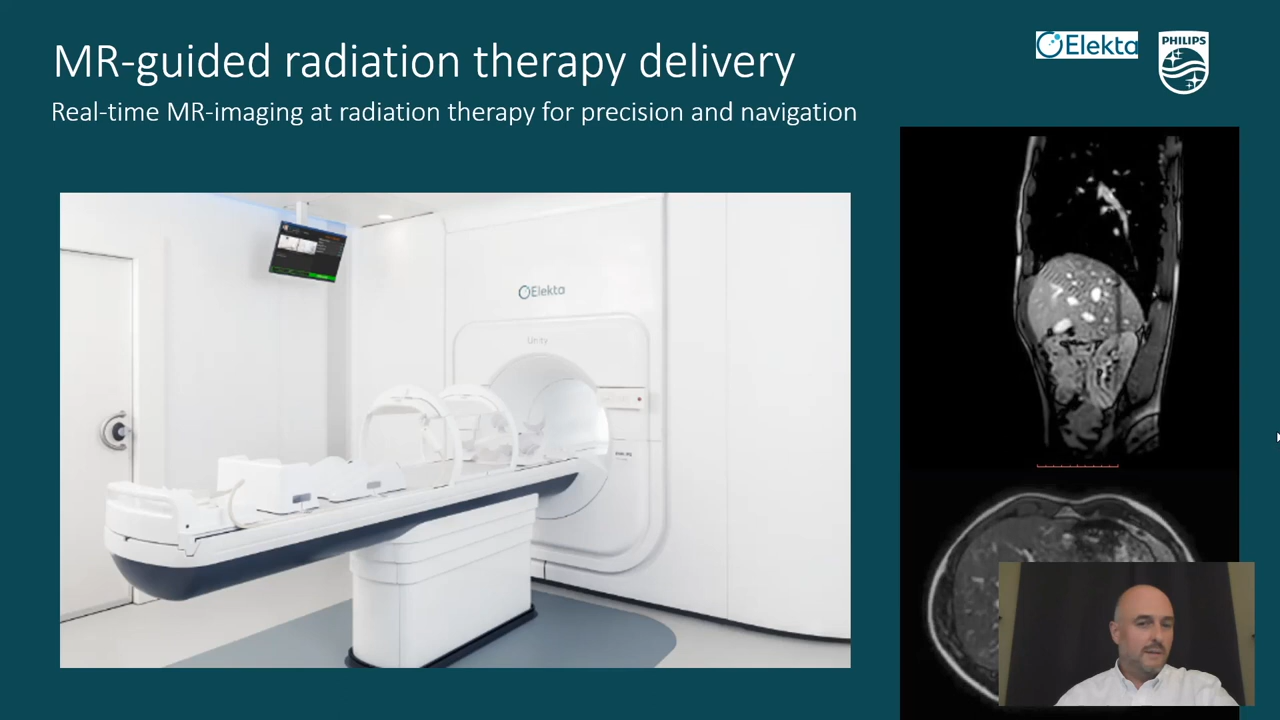 MR-guided radiation therapy delivery
Real-time MR-imaging at radiation therapy for precision and navigation
Elekta
PHILIPS
Elekta
Unity